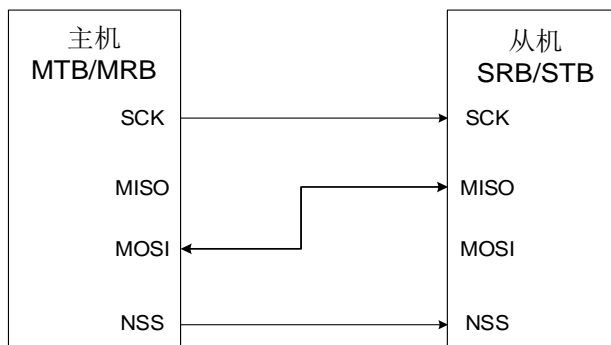 主机
MTB/MRB
SCK
MISO
MOSI
NSS
从机
SRB/STB
SCK
MISO
MOSI
NSS